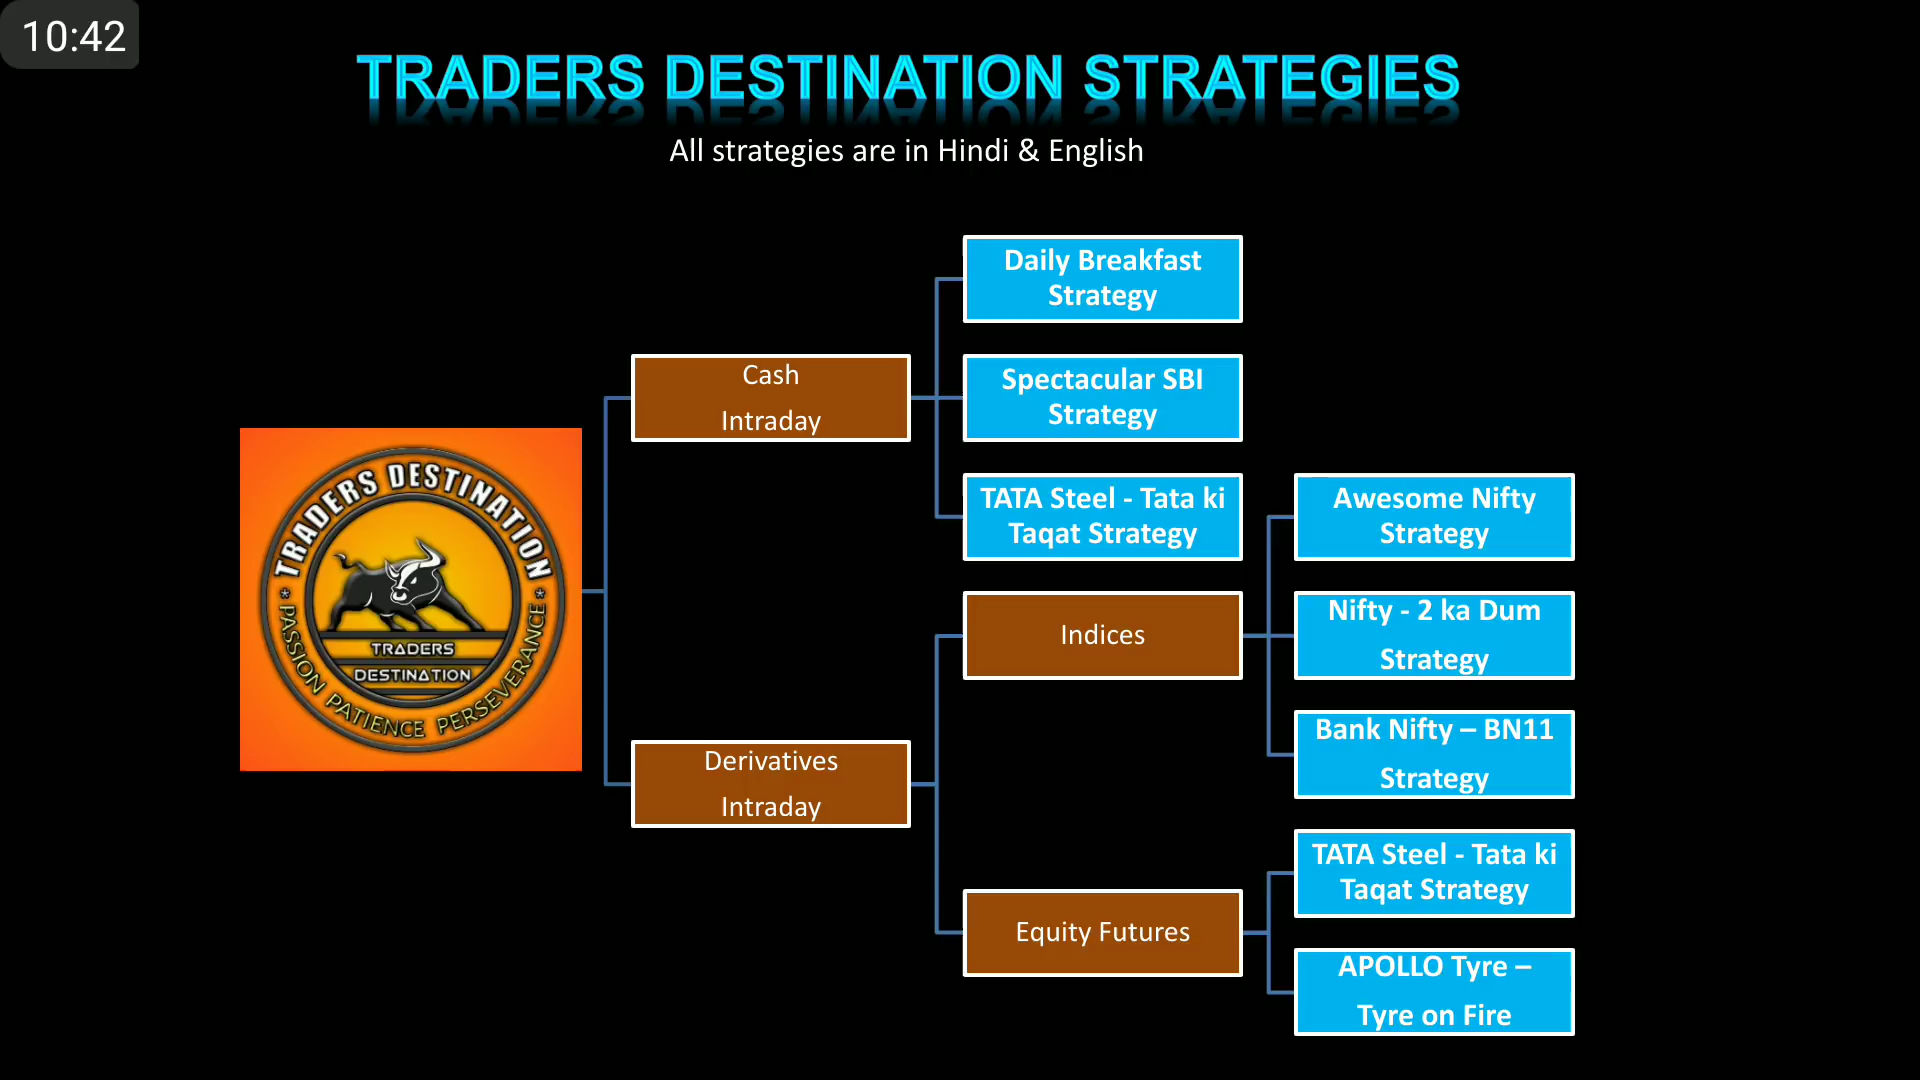 10:42
TRADERS DESTINATION STRATEGIES
All strategies are in Hindi & English
Daily Breakfast
Strategy
Cash
Intraday
Spectacular SBI
Strategy
TATA Steel - Tata ki
Taqat Strategy
Awesome Nifty
Strategy
TRADERS DESTINATION
TRADERS
DESTINATION
* PASSION PATIENCE PERSEVERANCE *
Indices
Nifty - 2 ka Dum
Strategy
Bank Nifty – BN11
Strategy
Derivatives
Intraday
TATA Steel - Tata ki
Taqat Strategy
Equity Futures
APOLLO Tyre –
Tyre on Fire